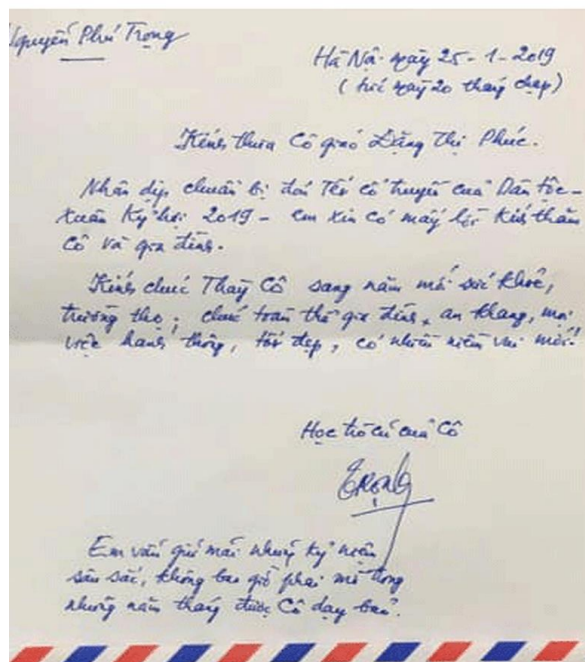 Nguyễn Phú Trọng
Hà Nội ngày 25-1-2019
(tức ngày 20 tháng chạp)
Kính thưa Cô giáo Đặng Thị Phúc.
Nhân dịp chuẩn bị đón Tết cổ truyền của Dân tộc -
Xuân Kỷ hợi 2019 - em xin có mấy lời kính thăm
Cô và gia đình.
Kính chúc Thầy Cô sang năm mới sức khoẻ,
trường thọ; chúc toàn thể gia đình an khang, mọi
việc hanh thông, tốt đẹp, có nhiều niềm vui mới!
Học trò cũ của Cô
Trọng
Em vẫn giữ mãi những kỷ niệm
sâu sắc, không bao giờ phai mờ trong
những năm tháng được Cô dạy bảo.